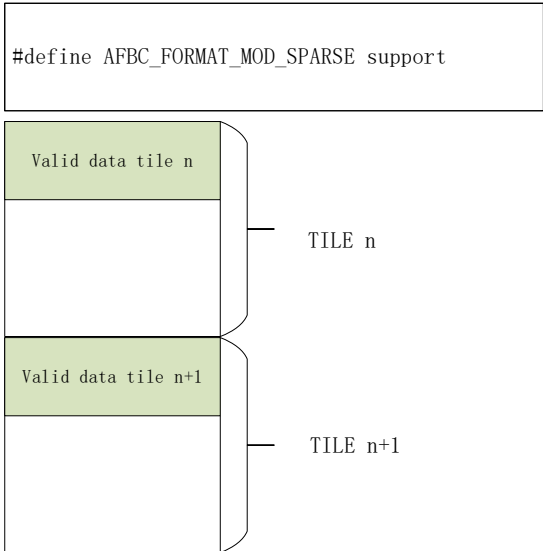 #define AFBC_FORMAT_MOD_SPARSE support
Valid data tile n
TILE n
Valid data tile n+1
TILE n+1